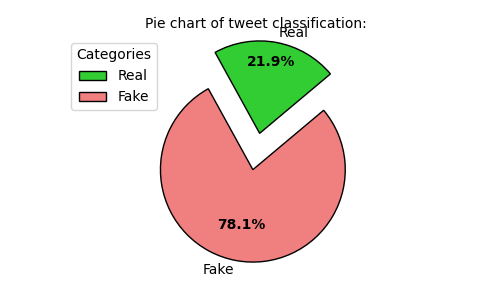 Pie chart of tweet classification:
Real
Categories
Real
Fake
21.9%
78.1%
Fake